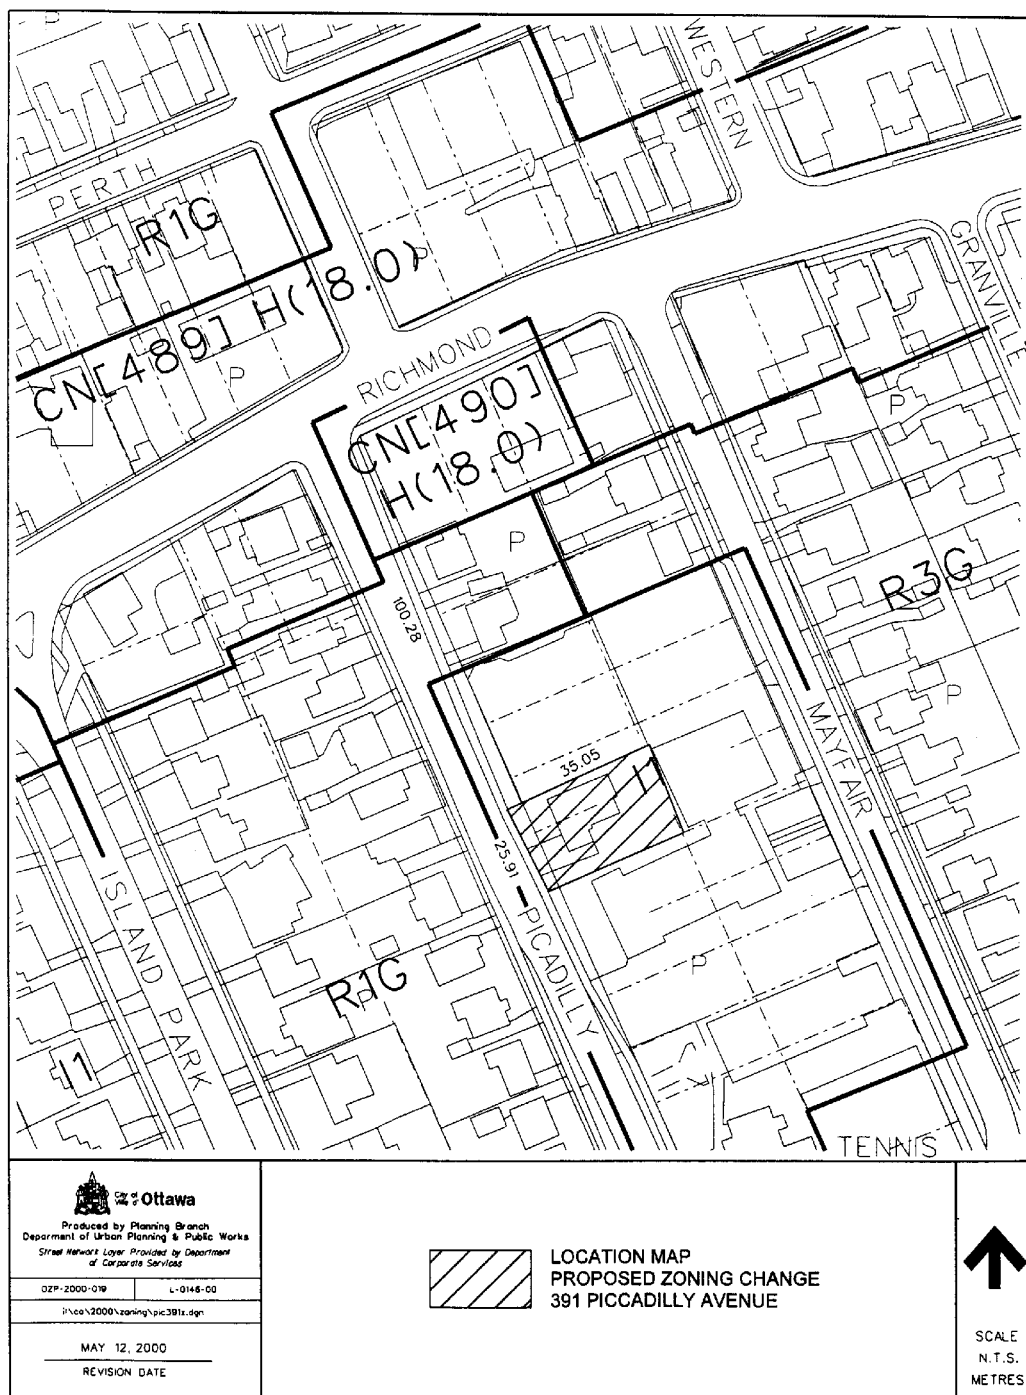 P
WESTERN
PERTH
R1G
GRANVILLE
P
CN[489] H(18.0)
P
RICHMOND
CN[490]
H(18.0)
P
P
R3G
100.28
P
MAYFAIR
35.05
I1
25.91
ISLAND PARK
PICADILLY
P
R1G
P
I1
TENNIS
City of
Ville d'
Ottawa
Produced by Planning Branch
Deparment of Urban Planning & Public Works
Street Network Layer Provided by Department
of Corporate Services
OZP-2000-019
L-0146-00
MAY 12, 2000
REVISION DATE
LOCATION MAP
PROPOSED ZONING CHANGE
391 PICCADILLY AVENUE
SCALE
N.T.S.
METRES